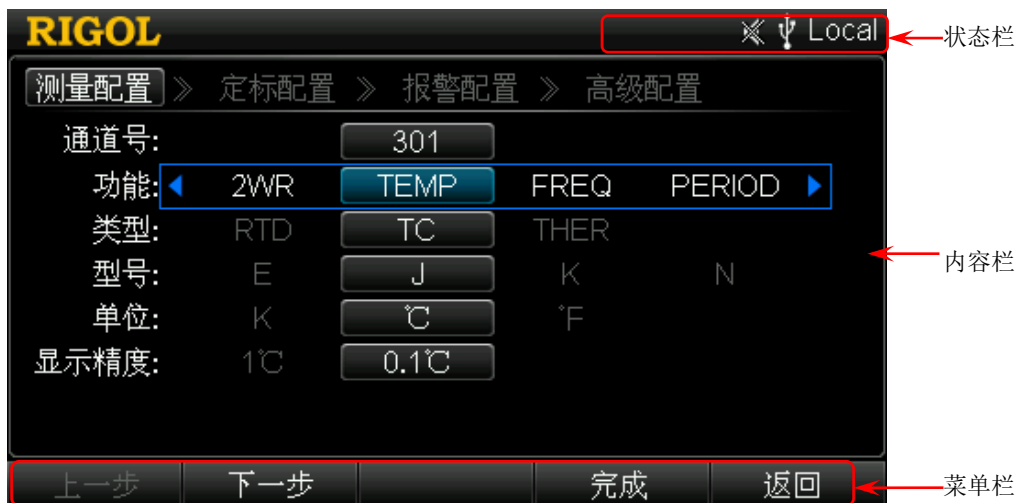 RIGOL Local 状态栏
测量配置 》 定标配置 》 报警配置 》 高级配置
通道号: 301
功能: 2WR TEMP FREQ PERIOD
类型: RTD TC THER
型号: E J K N
内容栏
单位: K ℃ ℉
显示精度: 1℃ 0.1℃
上一步 下一步 完成 返回 菜单栏